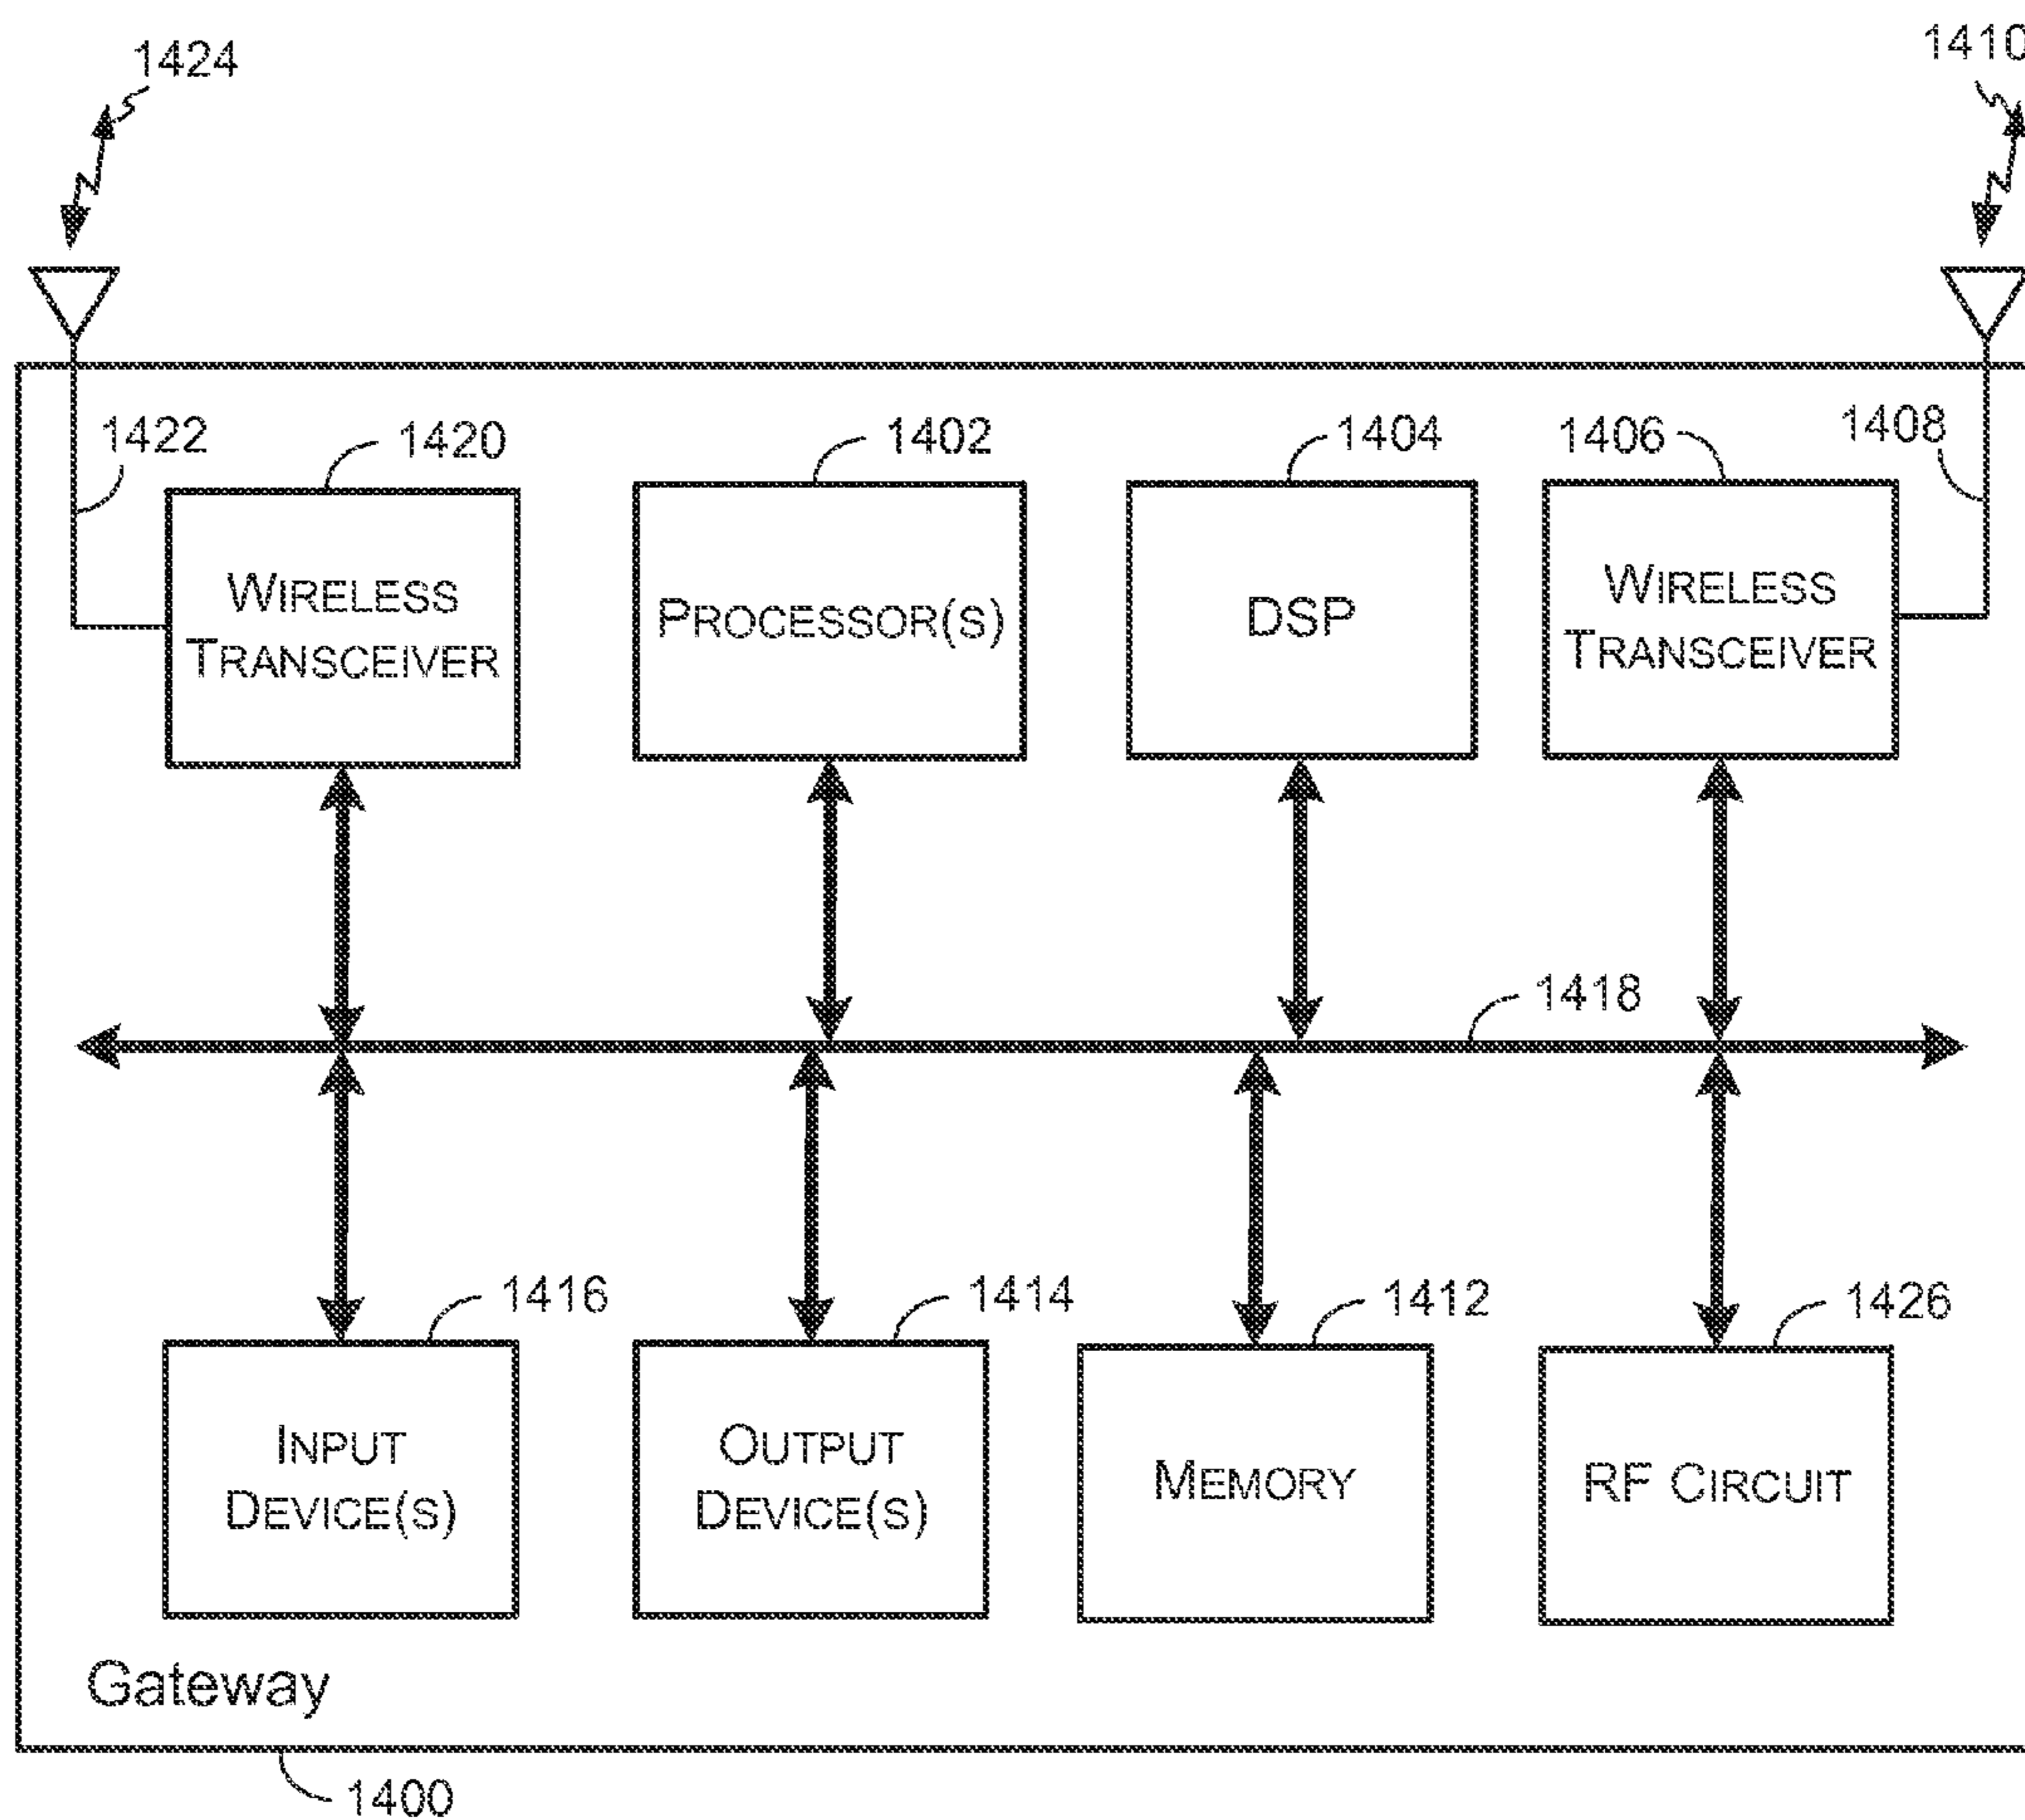 1424
1410
1422
1420
1402
1404
1406
1408
WIRELESS
TRANSCEIVER
PROCESSOR(S)
DSP
WIRELESS
TRANSCEIVER
1418
1416
1414
1412
1426
INPUT
DEVICE(S)
OUTPUT
DEVICE(S)
MEMORY
RF CIRCUIT
Gateway
1400